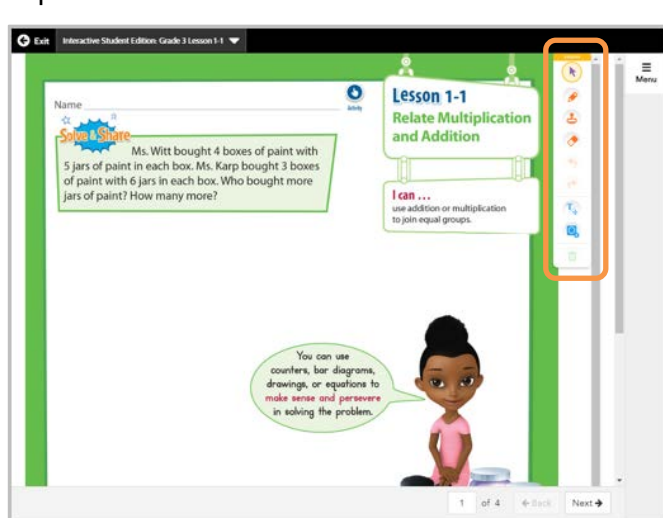 Exit Interactive Student Edition: Grade 3 Lesson 1-1
Menu
Name
Activity
Solve & Share
Ms. Witt bought 4 boxes of paint with
5 jars of paint in each box. Ms. Karp bought 3 boxes
of paint with 6 jars in each box. Who bought more
jars of paint? How many more?
Lesson 1-1
Relate Multiplication
and Addition
I can ...
use addition or multiplication
to join equal groups.
You can use
counters, bar diagrams,
drawings, or equations to
make sense and persevere
in solving the problem.
1 of 4 Back Next